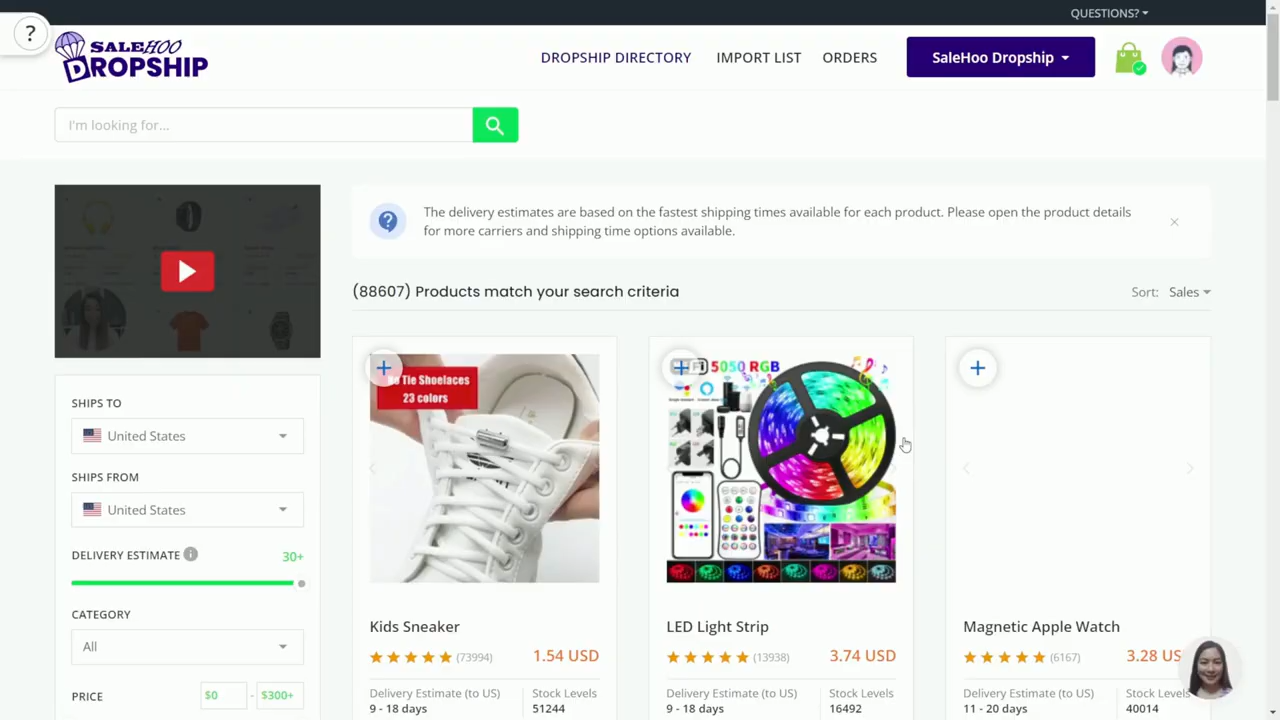 QUESTIONS?
?
SALEHOO
DROPSHIP
DROPSHIP DIRECTORY
IMPORT LIST
ORDERS
SaleHoo Dropship
I'm looking for...
The delivery estimates are based on the fastest shipping times available for each product. Please open the product details
for more carriers and shipping time options available.
(88607) Products match your search criteria
Sort: Sales
SHIPS TO
United States
SHIPS FROM
United States
DELIVERY ESTIMATE
30+
CATEGORY
All
PRICE
$0 - $300+
No Tie Shoelaces
23 colors
Kids Sneaker
(73994)
1.54 USD
Delivery Estimate (to US)
9 - 18 days
Stock Levels
51244
5050 RGB
LED Light Strip
(13938)
3.74 USD
Delivery Estimate (to US)
9 - 18 days
Stock Levels
16492
Magnetic Apple Watch
(6167)
3.28 US
Delivery Estimate (to US)
11 - 20 days
Stock Levels
40014